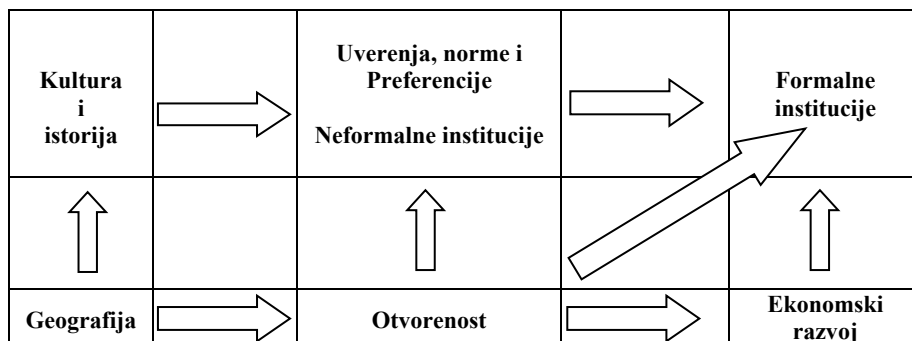 Kultura
i
istorija
Uverenja, norme i
Preferencije
Neformalne institucije
Formalne
institucije
Geografija
Otvorenost
Ekonomski
razvoj